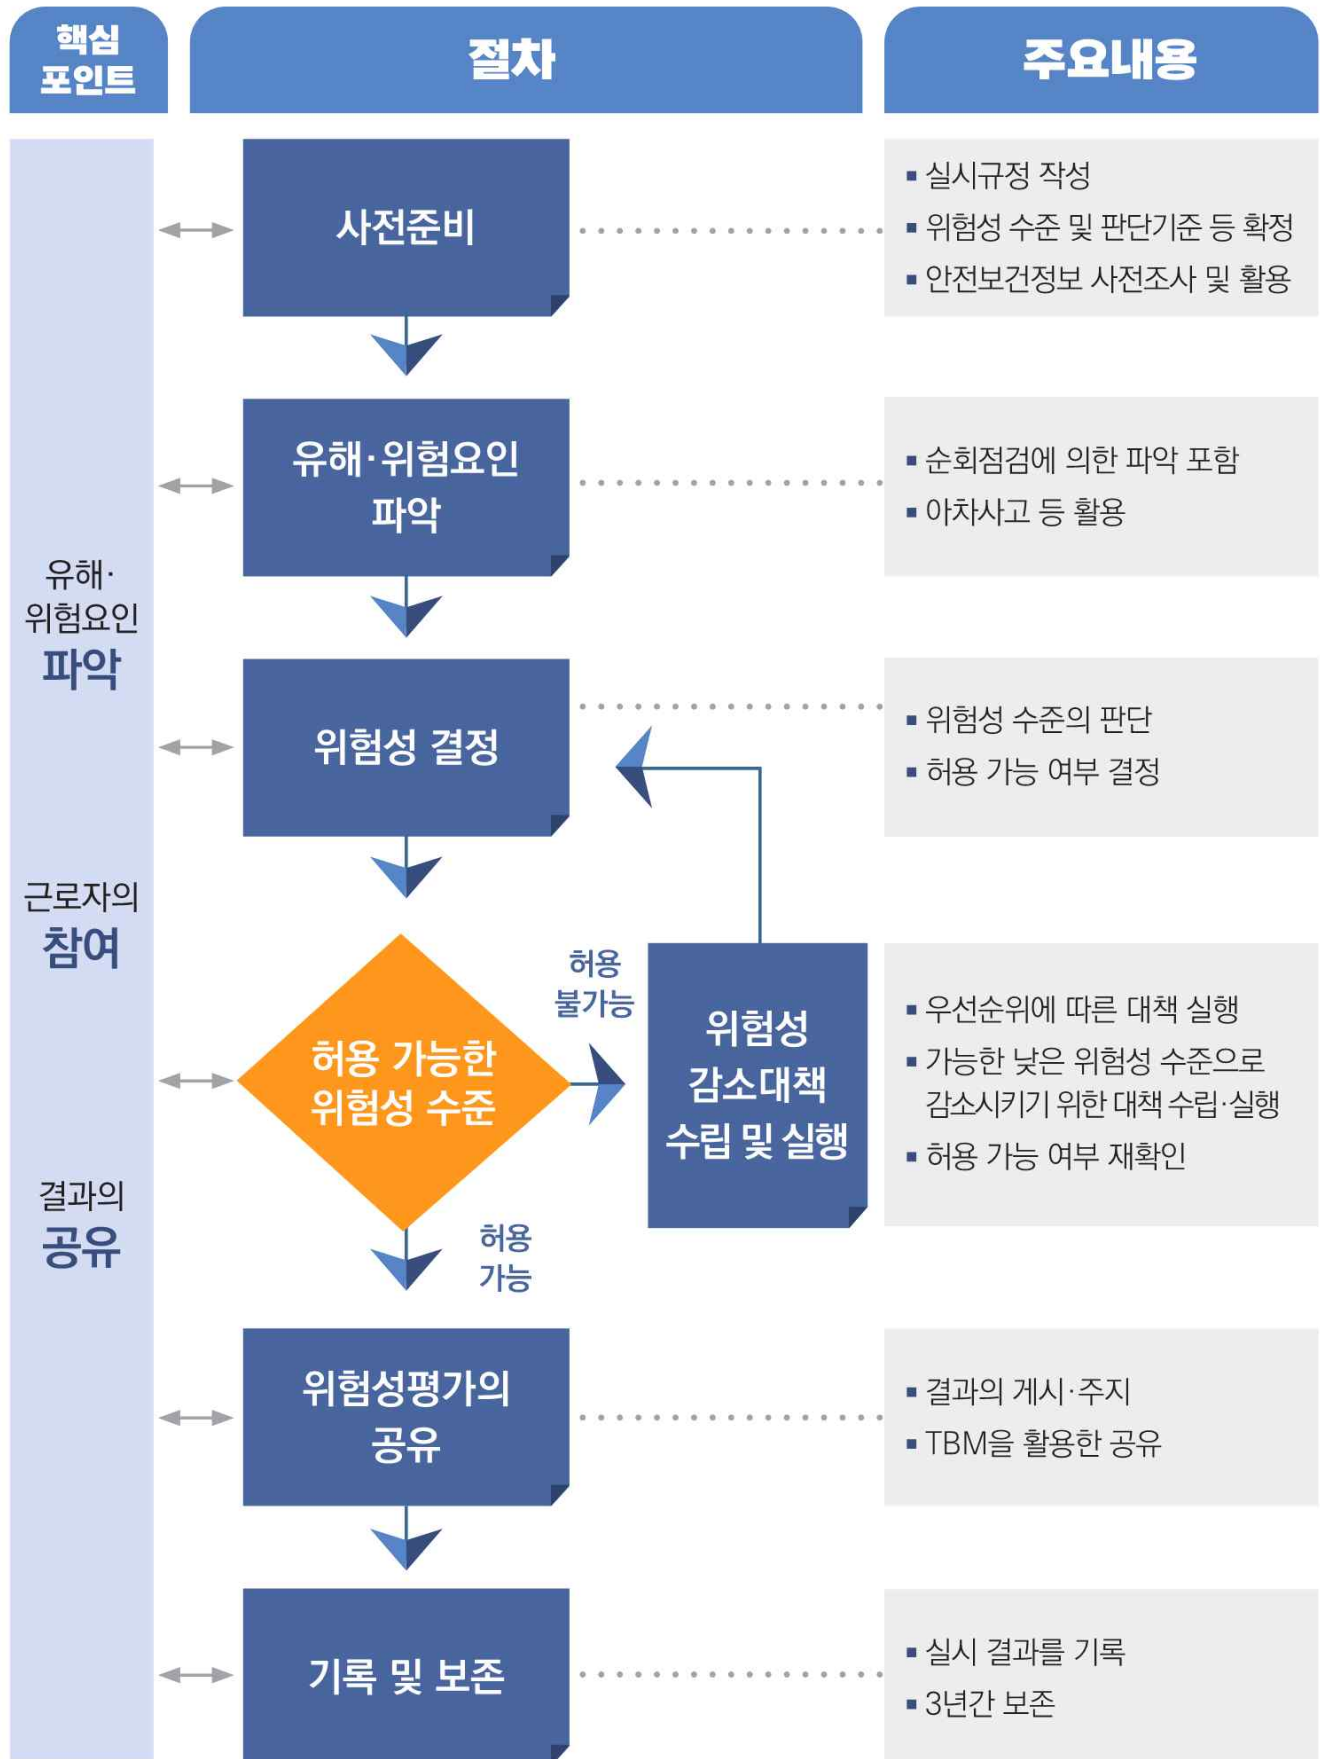 핵심
포인트
절차
주요내용
유해·
위험요인
파악
근로자의
참여
결과의
공유
사전준비
■ 실시규정 작성
■ 위험성 수준 및 판단기준 등 확정
■ 안전보건정보 사전조사 및 활용
유해·위험요인
파악
■ 순회점검에 의한 파악 포함
■ 아차사고 등 활용
위험성 결정
■ 위험성 수준의 판단
■ 허용 가능 여부 결정
허용 가능한
위험성 수준
허용
불가능
위험성
감소대책
수립 및 실행
■ 우선순위에 따른 대책 실행
■ 가능한 낮은 위험성 수준으로
감소시키기 위한 대책 수립·실행
■ 허용 가능 여부 재확인
허용
가능
위험성평가의
공유
■ 결과의 게시·주지
■ TBM을 활용한 공유
기록 및 보존
■ 실시 결과를 기록
■ 3년간 보존